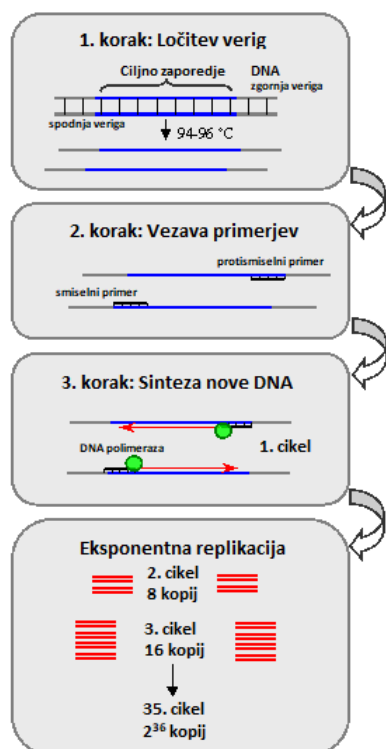 1. korak: Ločitev verig
Ciljno zaporedje
DNA
zgornja veriga
spodnja veriga
94-96 °C
2. korak: Vezava primerjev
protismiselni primer
smiselni primer
3. korak: Sinteza nove DNA
1. cikel
DNA polimeraza
Eksponentna replikacija
2. cikel
8 kopij
3. cikel
16 kopij
35. cikel
2³⁶ kopij